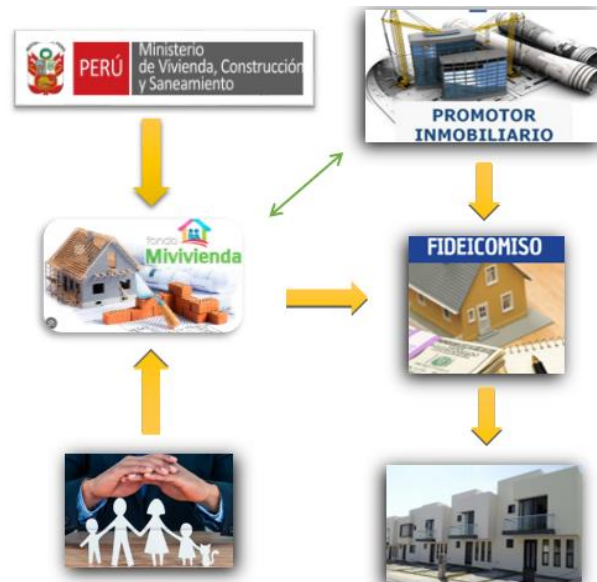 PERÚ
Ministerio
de Vivienda, Construcción
y Saneamiento
PROMOTOR
INMOBILIARIO
fondo
Mivivienda
FIDEICOMISO